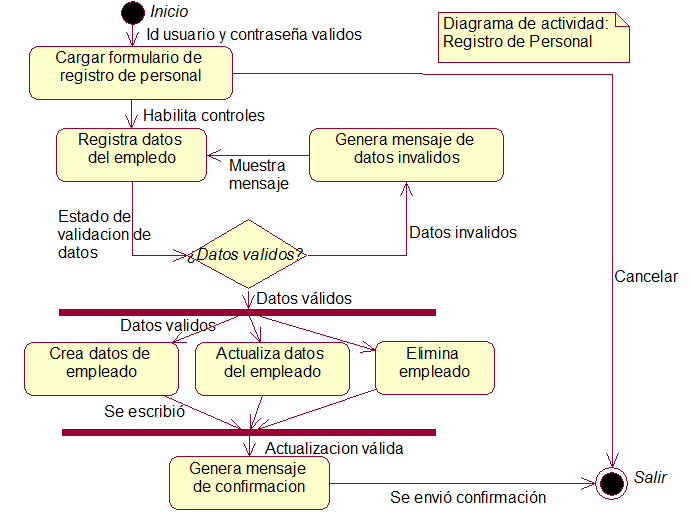 Inicio
Diagrama de actividad:
Registro de Personal
Id usuario y contraseña validos
Cargar formulario de
registro de personal
Habilita controles
Registra datos
del empledo
Genera mensaje de
datos invalidos
Muestra
mensaje
Estado de
validacion de
datos
¿Datos validos?
Datos invalidos
Cancelar
Datos válidos
Datos validos
Crea datos de
empleado
Actualiza datos
del empleado
Elimina
empleado
Se escribió
Actualizacion válida
Genera mensaje
de confirmacion
Se envió confirmación
Salir